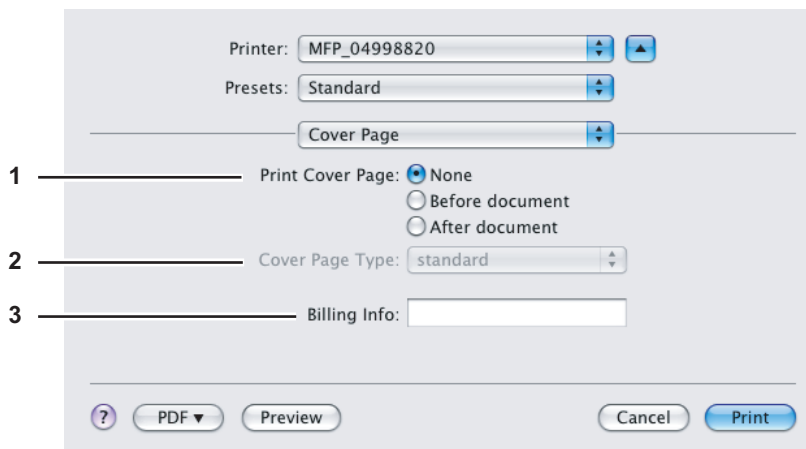 Printer: MFP_04998820
Presets: Standard
Cover Page
1 Print Cover Page: None
Before document
After document
2 Cover Page Type: standard
3 Billing Info:
? PDF ▼ Preview Cancel Print